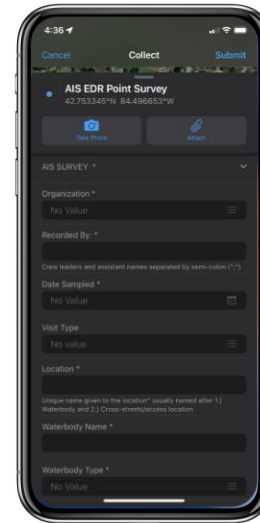 4:36
Cancel
Collect
Submit
AIS EDR Point Survey
42.753345°N 84.496653°W
Take Photo
Attach
AIS SURVEY *
Organization *
No Value
Recorded By: *
Crew leaders and assistant names separated by semi-colon (";")
Date Sampled *
No Value
Visit Type
No value
Location *
Unique name given to the location" usually named after 1.)
Waterbody and 2.) Cross-streets/access location
Waterbody Name *
Waterbody Type *
No Value